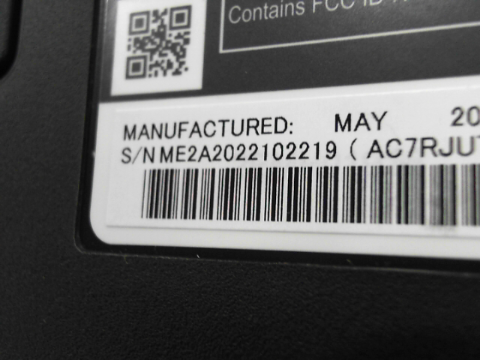 Contains FCC ID
MANUFACTURED: MAY 20
S/N ME2A2022102219 ( AC7RJU